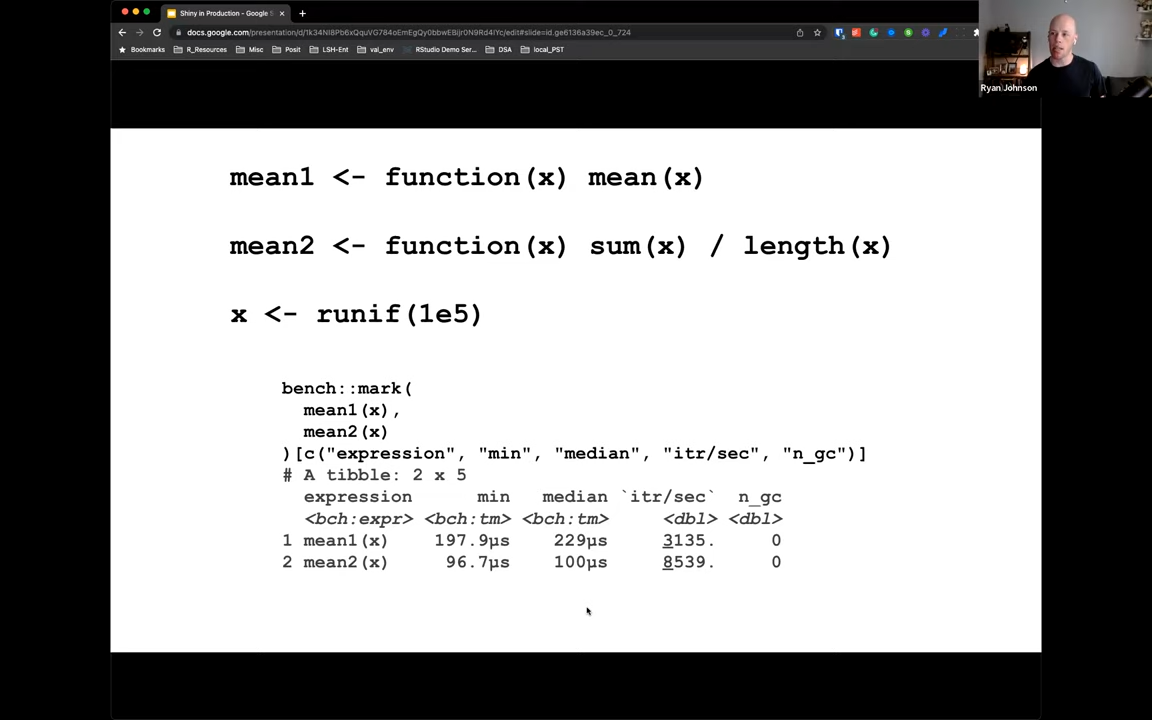 Shiny in Production - Google S
docs.google.com/presentation/d/1k34NI8Pb6xQquVG784oEmEgQy0bbwEBijr0N9Rd4IYc/edit#slide=id.ge6136a39ec_0_724
Bookmarks R_Resources Misc Posit LSH-Ent val_env RStudio Demo Ser... DSA local_PST
Ryan Johnson
mean1 <- function(x) mean(x)
mean2 <- function(x) sum(x) / length(x)
x <- runif(1e5)
bench::mark(
mean1(x),
mean2(x)
)[c("expression", "min", "median", "itr/sec", "n_gc")]
# A tibble: 2 x 5
expression min median `itr/sec` n_gc
<bch:expr> <bch:tm> <bch:tm> <dbl> <dbl>
1 mean1(x) 197.9µs 229µs 3135. 0
2 mean2(x) 96.7µs 100µs 8539. 0